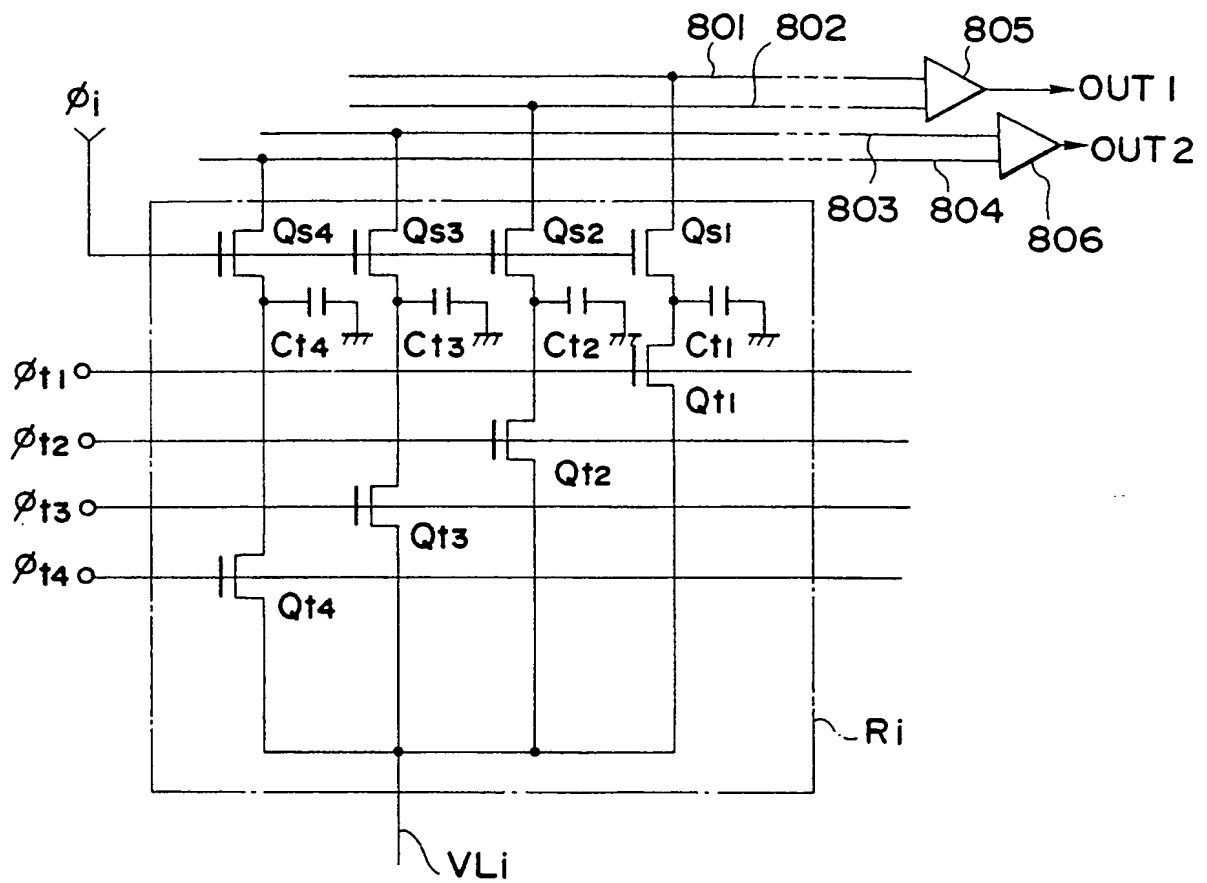 801 802 805
OUT 1
øi
OUT 2
803 804 806
Qs4 Qs3 Qs2 Qs1
Ct4 Ct3 Ct2 Ct1
øt1
Qt1
øt2
Qt2
øt3
Qt3
øt4
Qt4
Ri
VLi